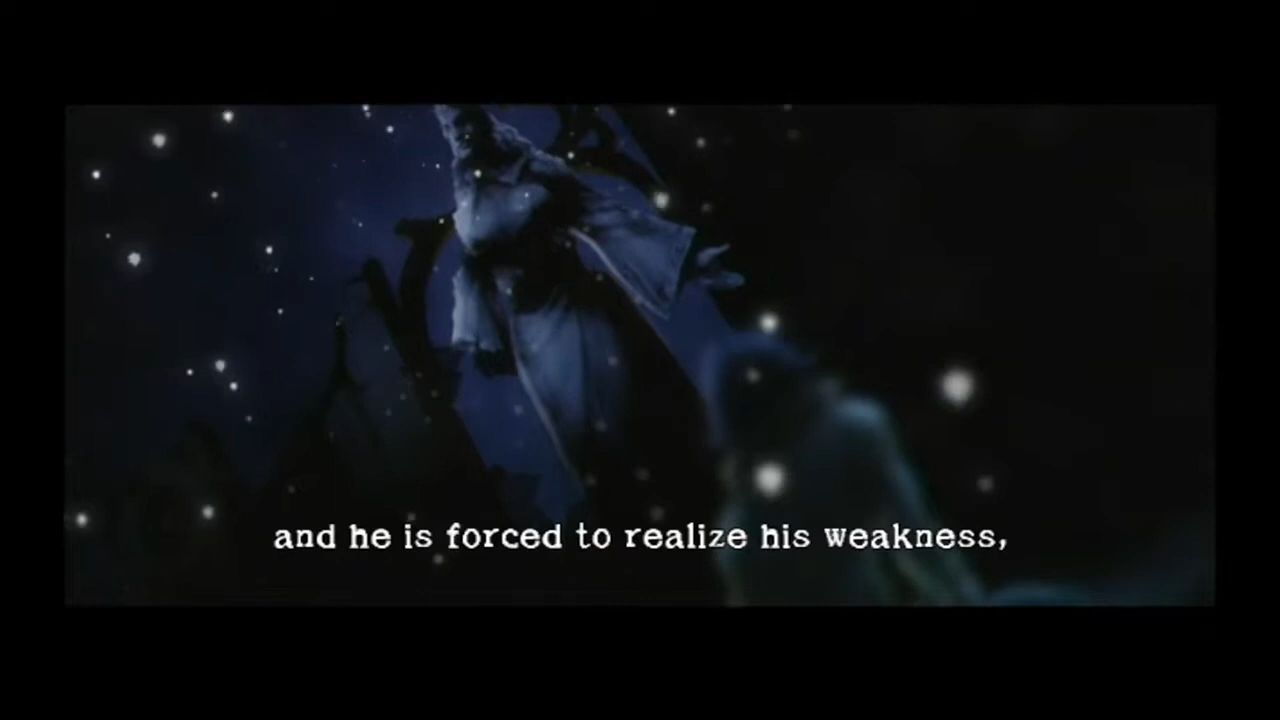 and he is forced to realize his weakness,